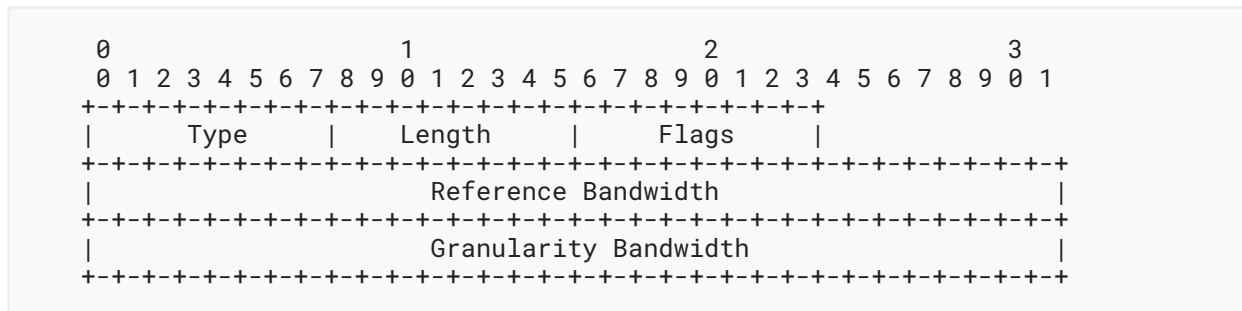 0                   1                   2                   3
 0 1 2 3 4 5 6 7 8 9 0 1 2 3 4 5 6 7 8 9 0 1 2 3 4 5 6 7 8 9 0 1
+-+-+-+-+-+-+-+-+-+-+-+-+-+-+-+-+-+-+-+-+-+-+-+-+
|      Type     |    Length     |     Flags     |
+-+-+-+-+-+-+-+-+-+-+-+-+-+-+-+-+-+-+-+-+-+-+-+-+-+-+-+-+-+-+-+-+
|                      Reference Bandwidth                      |
+-+-+-+-+-+-+-+-+-+-+-+-+-+-+-+-+-+-+-+-+-+-+-+-+-+-+-+-+-+-+-+-+
|                      Granularity Bandwidth                    |
+-+-+-+-+-+-+-+-+-+-+-+-+-+-+-+-+-+-+-+-+-+-+-+-+-+-+-+-+-+-+-+-+